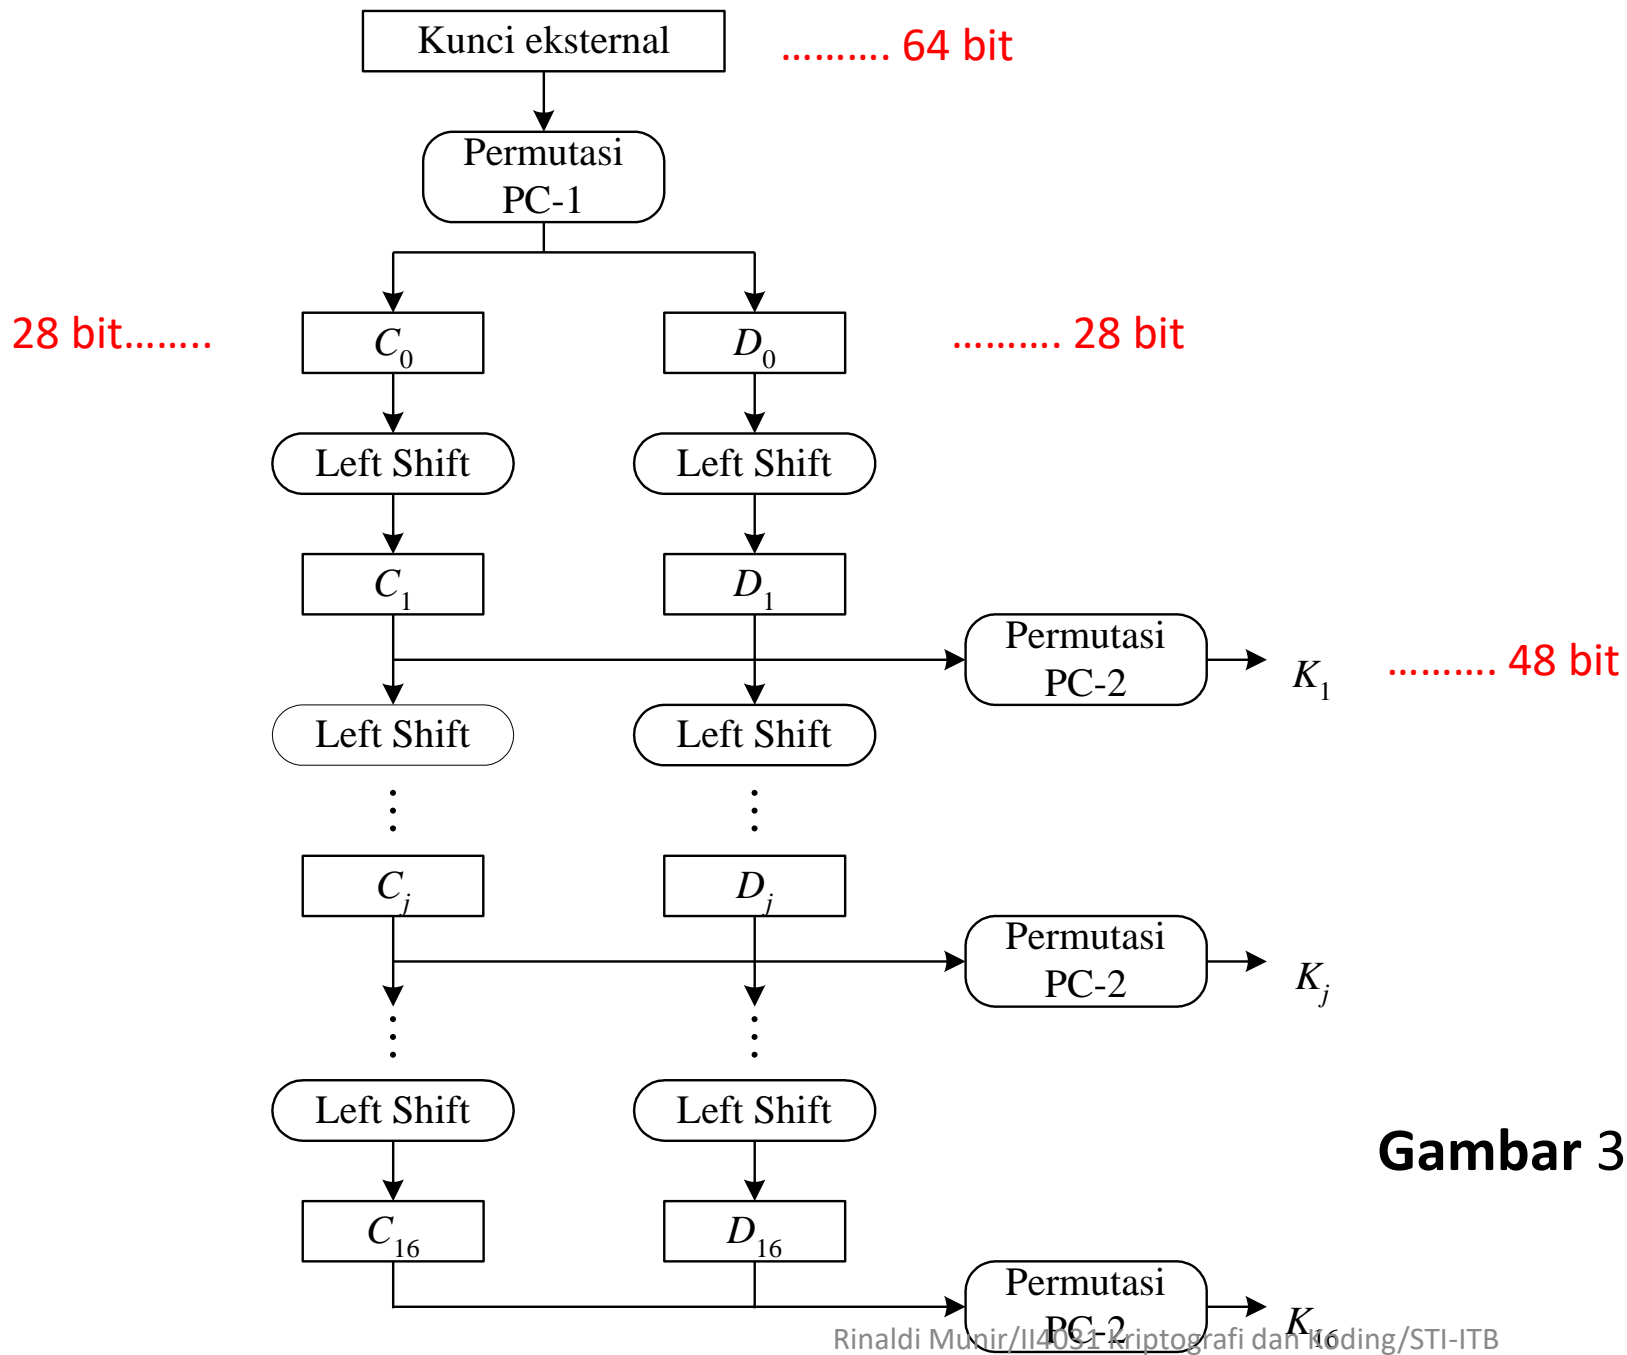 Kunci eksternal
………. 64 bit
Permutasi
PC-1
28 bit……..
C0
D0
………. 28 bit
Left Shift
Left Shift
C1
D1
Permutasi
PC-2
K1
………. 48 bit
Left Shift
Left Shift
Cj
Dj
Permutasi
PC-2
Kj
Left Shift
Left Shift
Gambar 3
C16
D16
Permutasi
PC-2
K16
Rinaldi Munir/II4031 Kriptografi dan Koding/STI-ITB